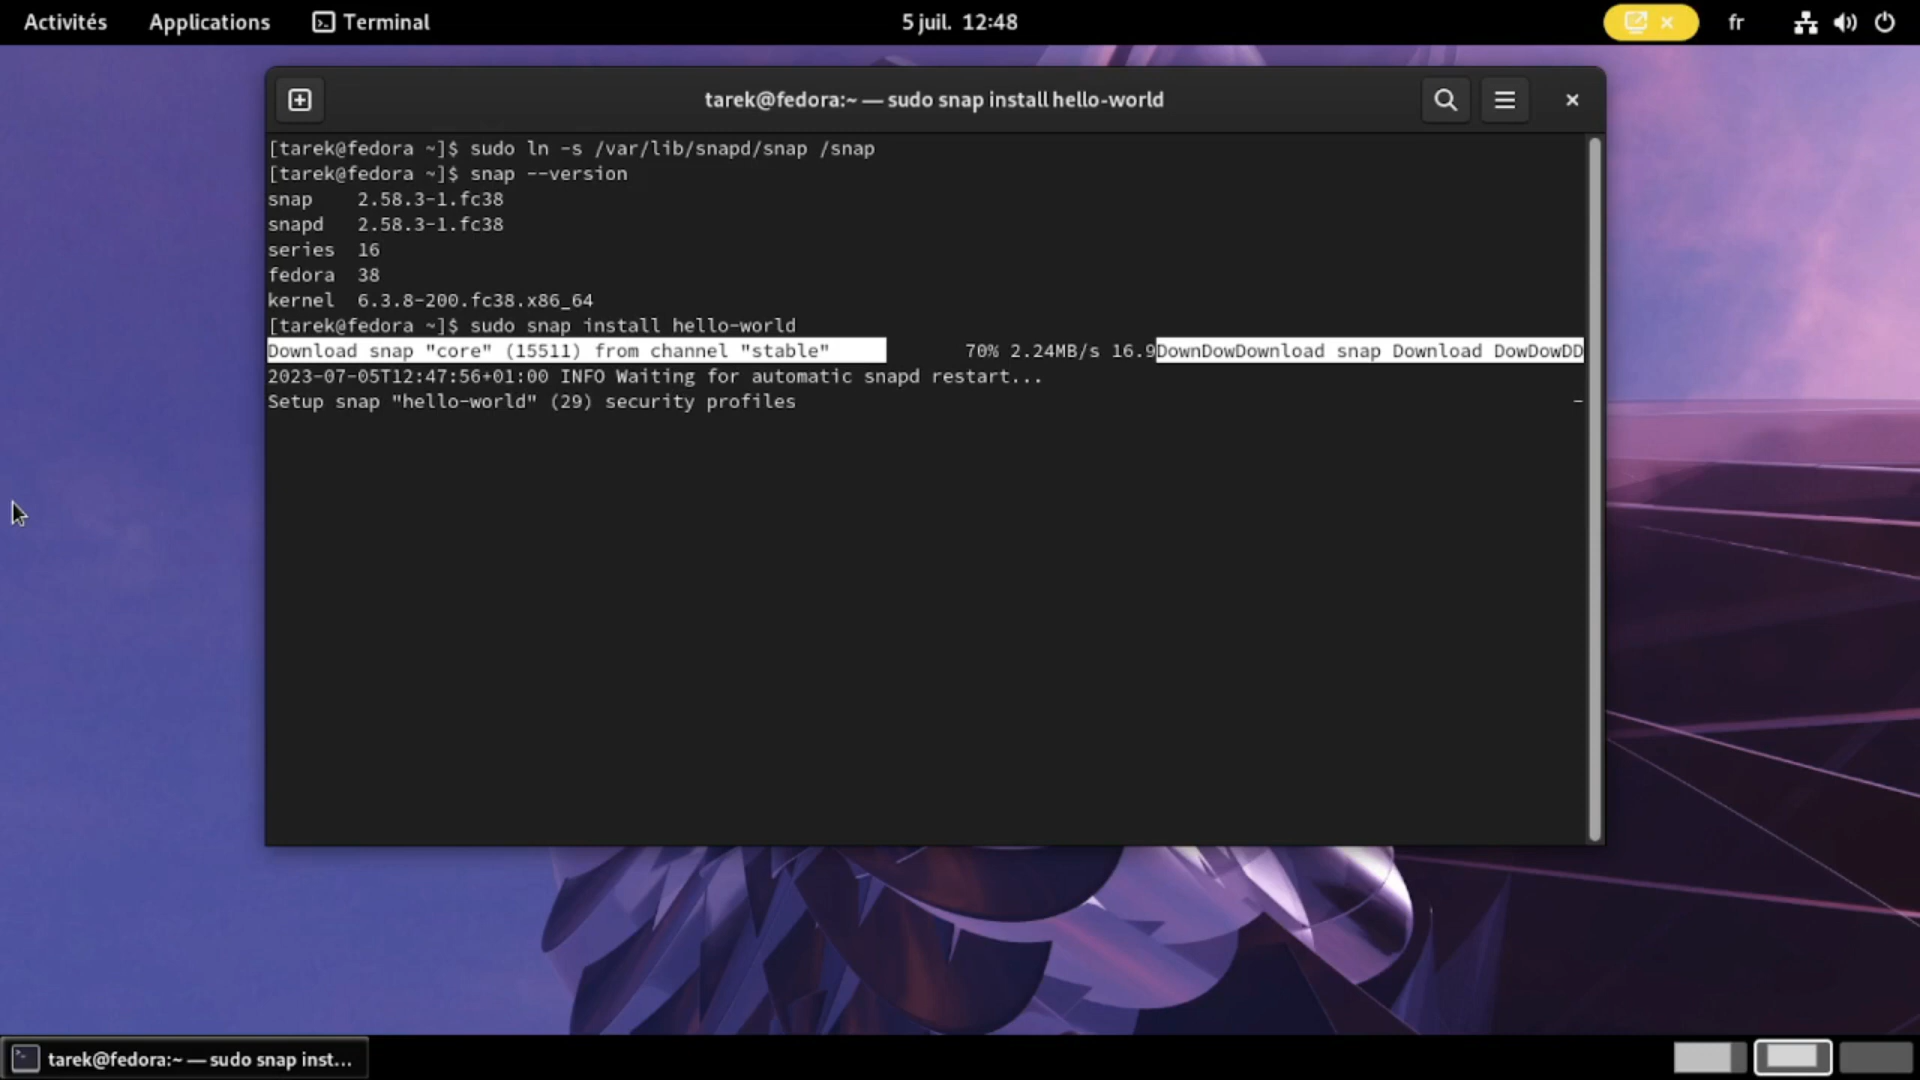 Activités Applications Terminal 5 juil. 12:48 fr
tarek@fedora:~ — sudo snap install hello-world
[tarek@fedora ~]$ sudo ln -s /var/lib/snapd/snap /snap
[tarek@fedora ~]$ snap --version
snap 2.58.3-1.fc38
snapd 2.58.3-1.fc38
series 16
fedora 38
kernel 6.3.8-200.fc38.x86_64
[tarek@fedora ~]$ sudo snap install hello-world
Download snap "core" (15511) from channel "stable" 70% 2.24MB/s 16.9DownDowDownload snap Download DowDowDD
2023-07-05T12:47:56+01:00 INFO Waiting for automatic snapd restart...
Setup snap "hello-world" (29) security profiles -
tarek@fedora:~ — sudo snap inst...